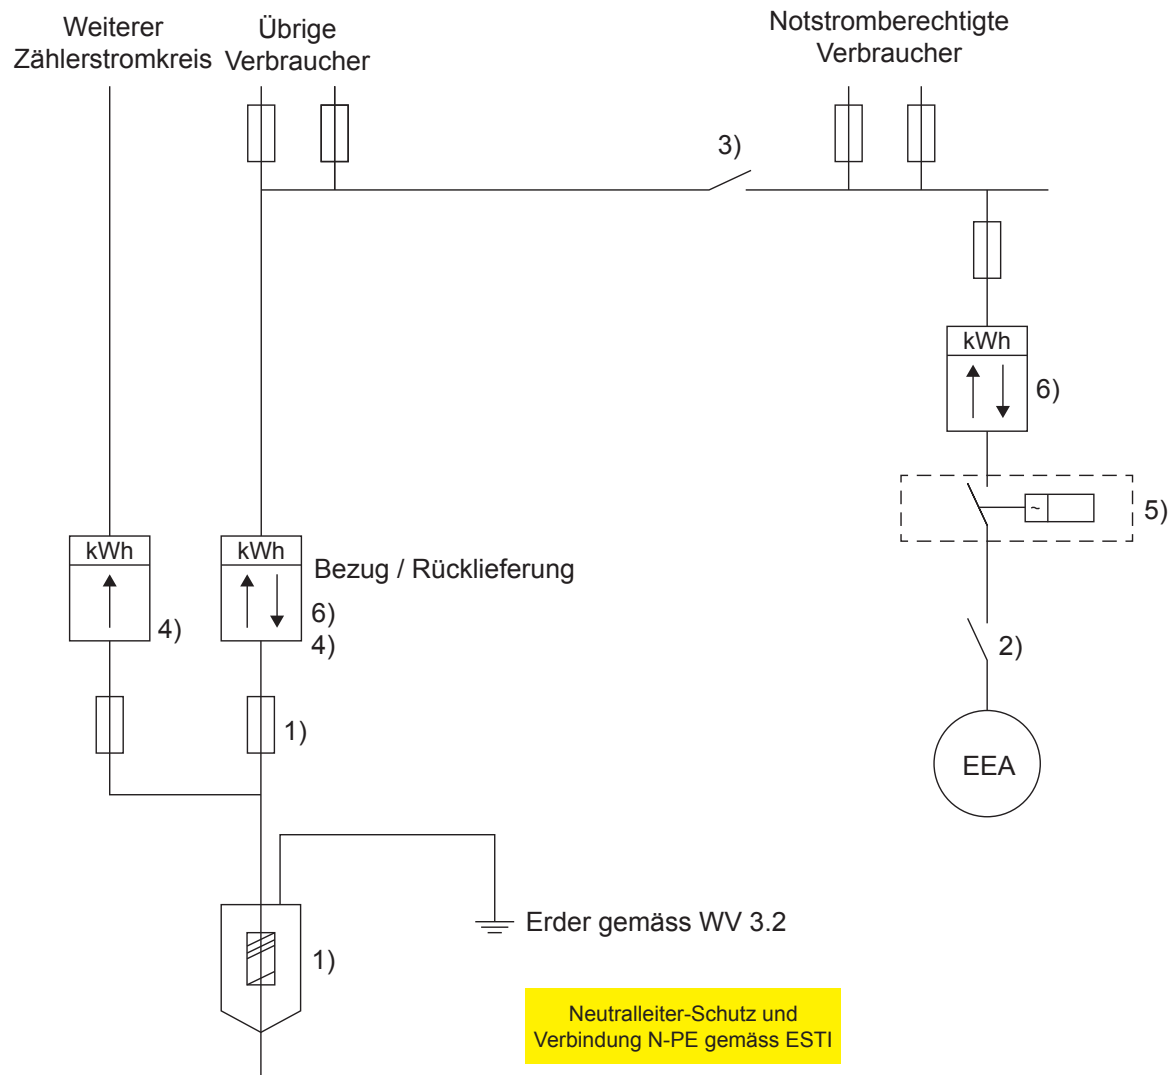 Weiterer
Zählerstromkreis
Übrige
Verbraucher
Notstromberechtigte
Verbraucher
3)
kWh
6)
~
5)
kWh
4)
kWh
Bezug / Rücklieferung
6)
4)
2)
1)
EEA
Erder gemäss WV 3.2
1)
Neutralleiter-Schutz und
Verbindung N-PE gemäss ESTI